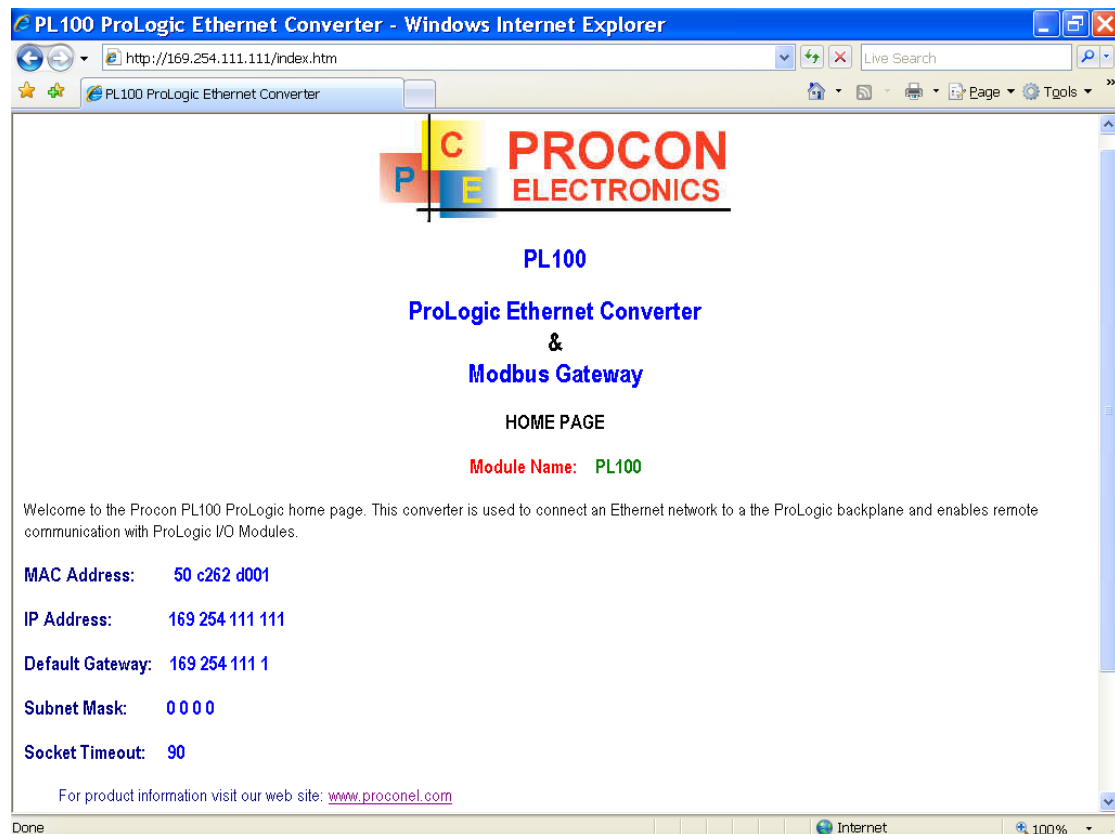 PL100 ProLogic Ethernet Converter - Windows Internet Explorer
http://169.254.111.111/index.htm
Live Search
PL100 ProLogic Ethernet Converter
Page
Tools
»
P
C
E
PROCON
ELECTRONICS
PL100
ProLogic Ethernet Converter
&
Modbus Gateway
HOME PAGE
Module Name: PL100
Welcome to the Procon PL100 ProLogic home page. This converter is used to connect an Ethernet network to a the ProLogic backplane and enables remote
communication with ProLogic I/O Modules.
MAC Address: 50 c262 d001
IP Address: 169 254 111 111
Default Gateway: 169 254 111 1
Subnet Mask: 0 0 0 0
Socket Timeout: 90
For product information visit our web site: www.proconel.com
Done
Internet
100%